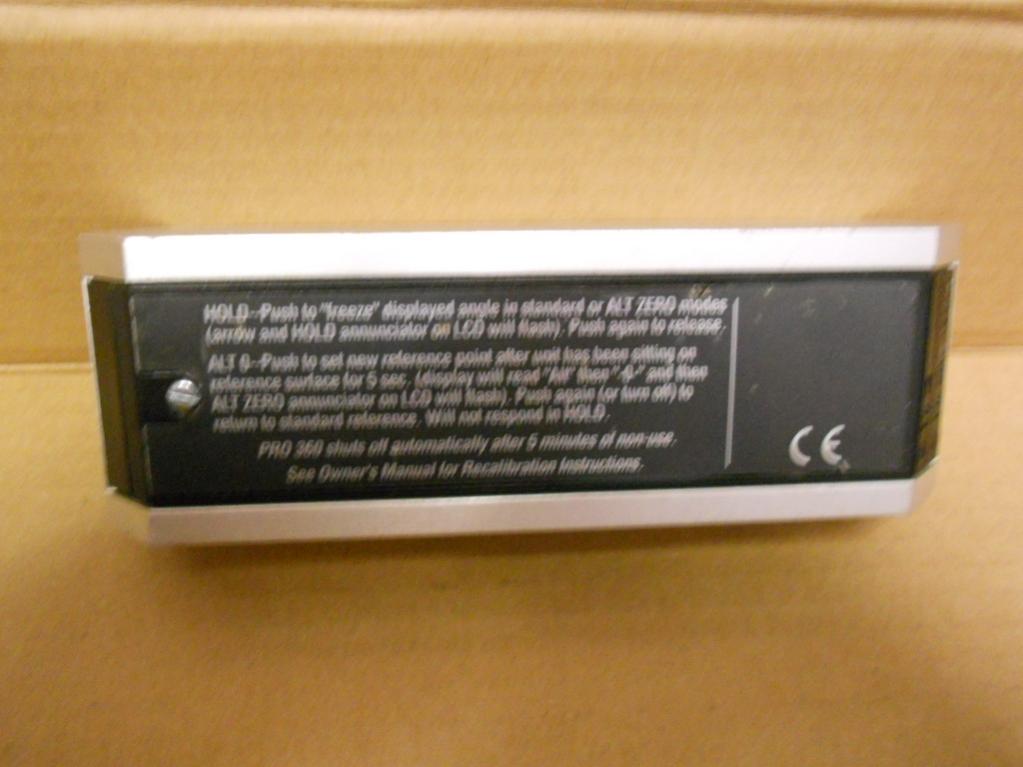 HOLD--Push to "freeze" displayed angle in standard or ALT ZERO modes
(arrow and HOLD annunciator on LCD will flash). Push again to release.
ALT 0--Push to set new reference point after unit has been sitting on
reference surface for 5 sec. (display will read "Alt" then "-0-" and then
ALT ZERO annunciator on LCD will flash). Push again (or turn off) to
return to standard reference. Will not respond in HOLD.
PRO 360 shuts off automatically after 5 minutes of non-use.
See Owner's Manual for Recalibration Instructions.
CE